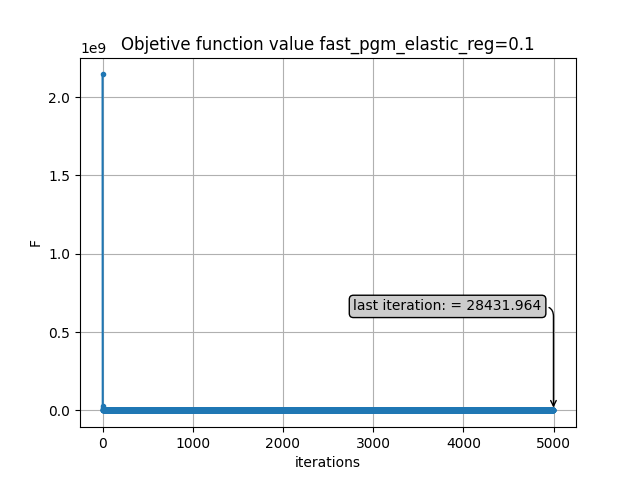 1e9
Objetive function value fast_pgm_elastic_reg=0.1
2.0
1.5
1.0
0.5
0.0
F
last iteration: = 28431.964
0 1000 2000 3000 4000 5000
iterations